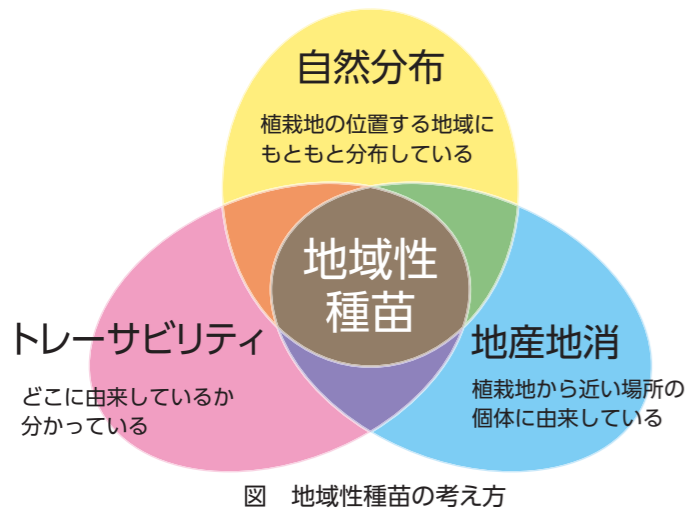 自然分布
植栽地の位置する地域に
もともと分布している
地域性
種苗
トレーサビリティ
どこに由来しているか
分かっている
地産地消
植栽地から近い場所の
個体に由来している
図　地域性種苗の考え方